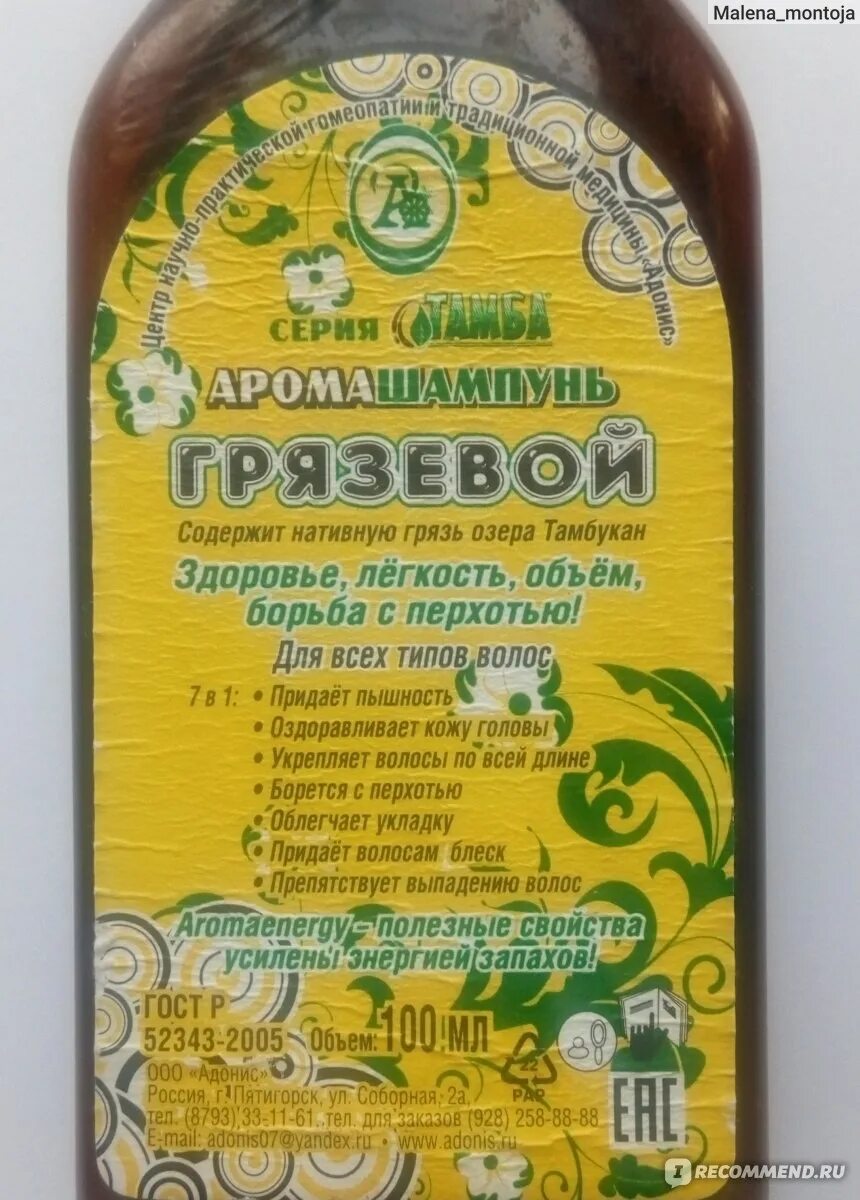 Malena_montoja
Центр научно-практической гомеопатии и традиционной медицины «Адонис»
СЕРИЯ ТАМБА
АРОМАШАМПУНЬ
ГРЯЗЕВОЙ
Содержит нативную грязь озера Тамбукан
Здоровье, лёгкость, объём,
борьба с перхотью!
Для всех типов волос
7 в 1: • Придаёт пышность
• Оздоравливает кожу головы
• Укрепляет волосы по всей длине
• Борется с перхотью
• Облегчает укладку
• Придаёт волосам блеск
• Препятствует выпадению волос
Aromaenergy – полезные свойства
усилены энергией запахов!
ГОСТ Р
52343-2005 Объем: 100 МЛ
ООО «Адонис»
Россия, г. Пятигорск, ул. Соборная, 2а,
тел. (8793) 33-11-61, тел. для заказов (928) 258-88-88
E-mail: adonis07@yandex.ru • www.adonis.ru
22
PAP
EAC
IRECOMMEND.RU